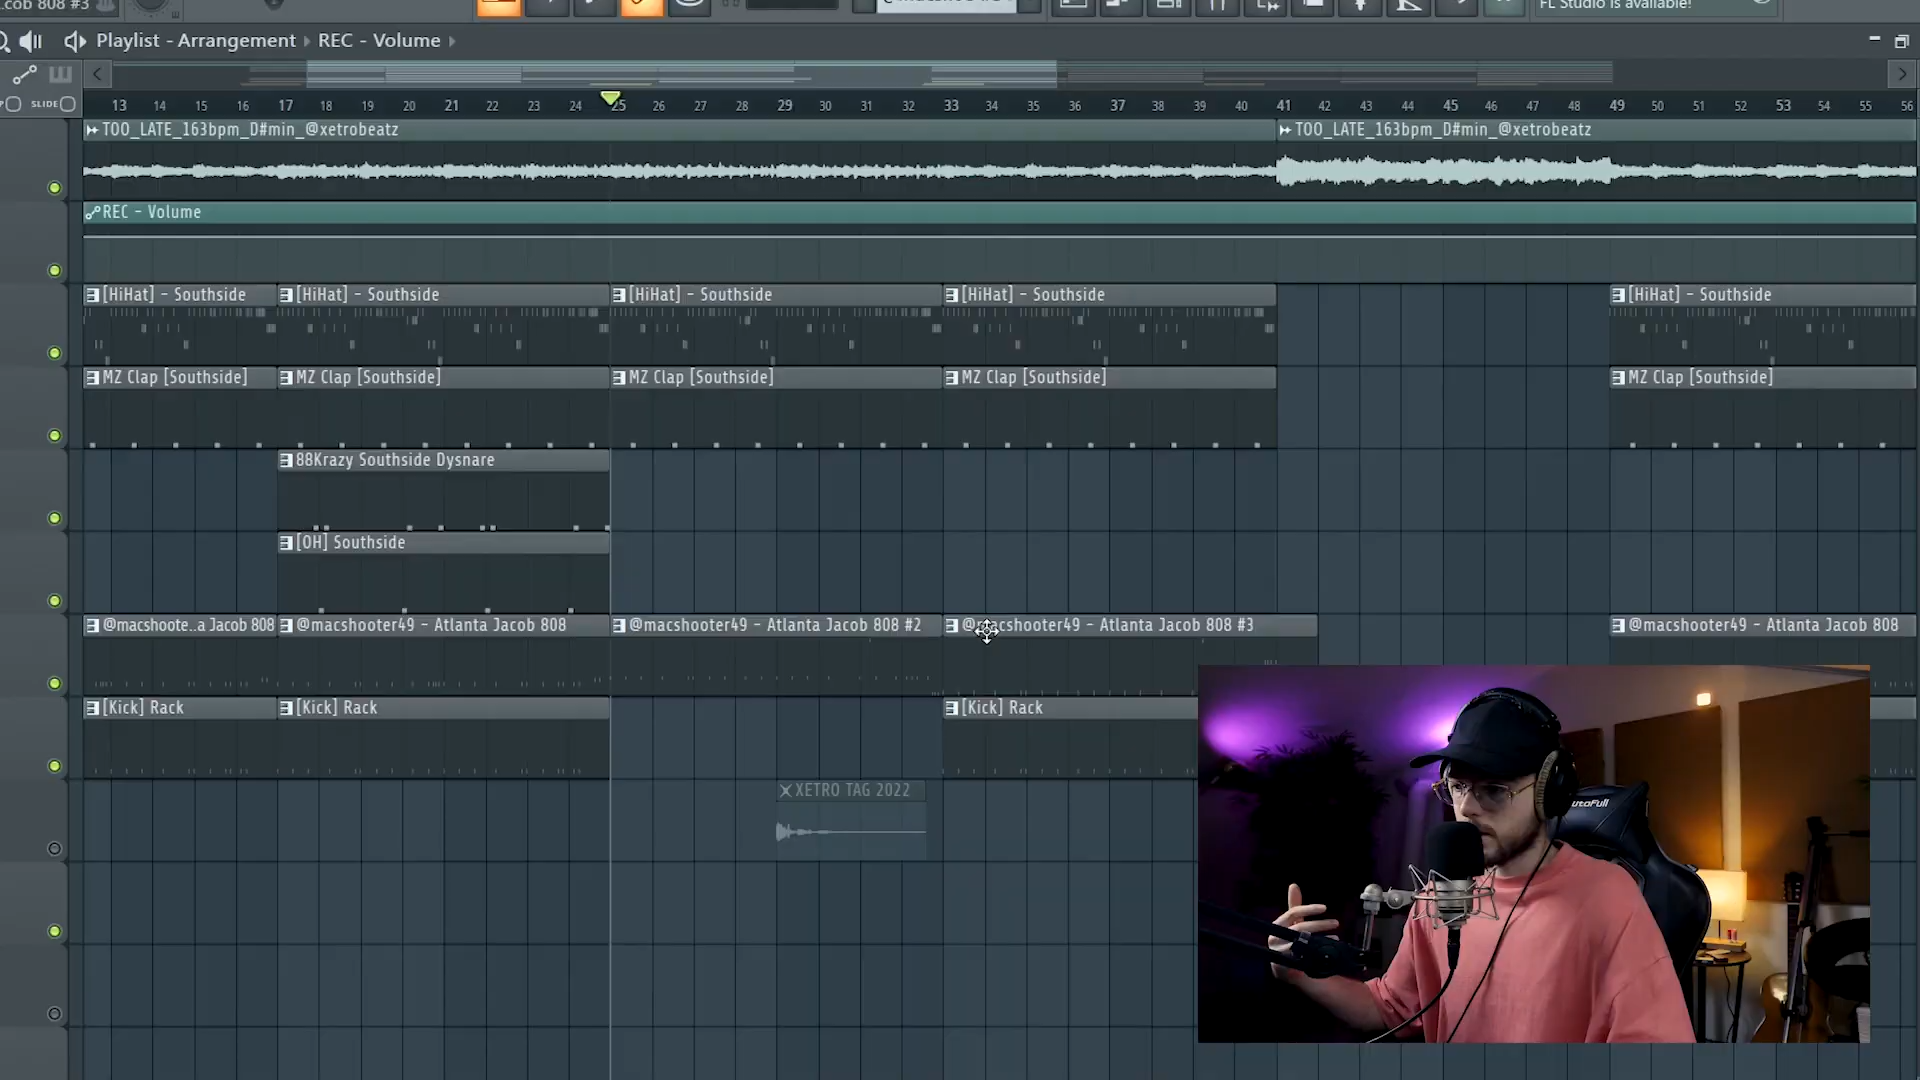 .cob 808 #3
FL Studio is available!
Playlist - Arrangement REC - Volume
SLIDE
13 14 15 16 17 18 19 20 21 22 23 24 25 26 27 28 29 30 31 32 33 34 35 36 37 38 39 40 41 42 43 44 45 46 47 48 49 50 51 52 53 54 55 56
TOO_LATE_163bpm_D#min_@xetrobeatz TOO_LATE_163bpm_D#min_@xetrobeatz
REC - Volume
[HiHat] - Southside [HiHat] - Southside [HiHat] - Southside [HiHat] - Southside [HiHat] - Southside
MZ Clap [Southside] MZ Clap [Southside] MZ Clap [Southside] MZ Clap [Southside] MZ Clap [Southside]
88Krazy Southside Dysnare
[OH] Southside
@macshoote..a Jacob 808 @macshooter49 - Atlanta Jacob 808 @macshooter49 - Atlanta Jacob 808 #2 @macshooter49 - Atlanta Jacob 808 #3 @macshooter49 - Atlanta Jacob 808
[Kick] Rack [Kick] Rack [Kick] Rack
XETRO TAG 2022
AutoFull